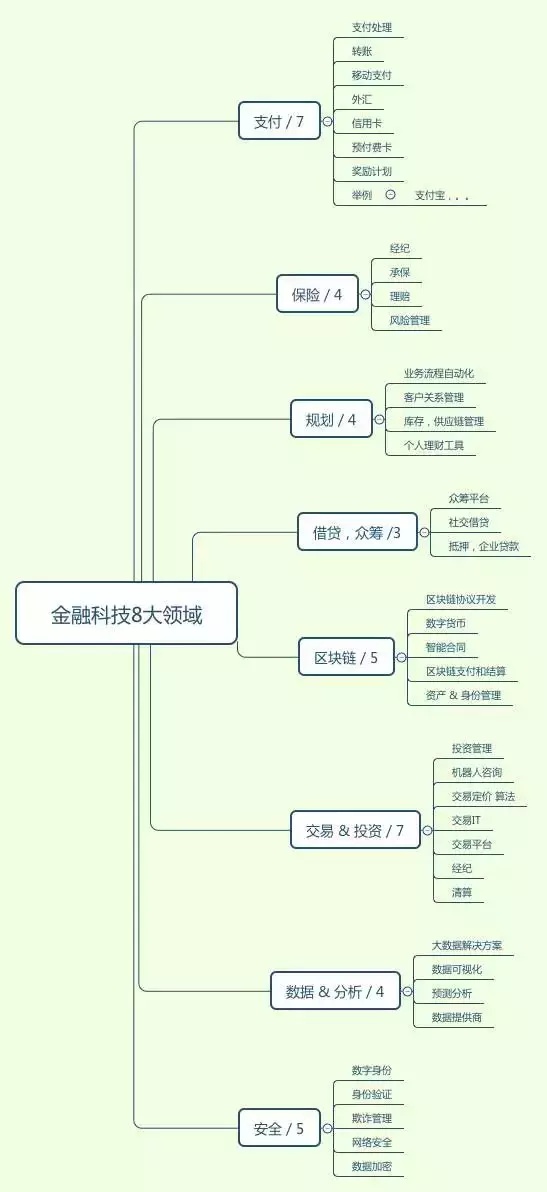 金融科技8大领域
支付 / 7
支付处理
转账
移动支付
外汇
信用卡
预付费卡
奖励计划
举例
支付宝，。。
保险 / 4
经纪
承保
理赔
风险管理
规划 / 4
业务流程自动化
客户关系管理
库存，供应链管理
个人理财工具
借贷，众筹 /3
众筹平台
社交借贷
抵押，企业贷款
区块链 / 5
区块链协议开发
数字货币
智能合同
区块链支付和结算
资产 & 身份管理
交易 & 投资 / 7
投资管理
机器人咨询
交易定价 算法
交易IT
交易平台
经纪
清算
数据 & 分析 / 4
大数据解决方案
数据可视化
预测分析
数据提供商
安全 / 5
数字身份
身份验证
欺诈管理
网络安全
数据加密